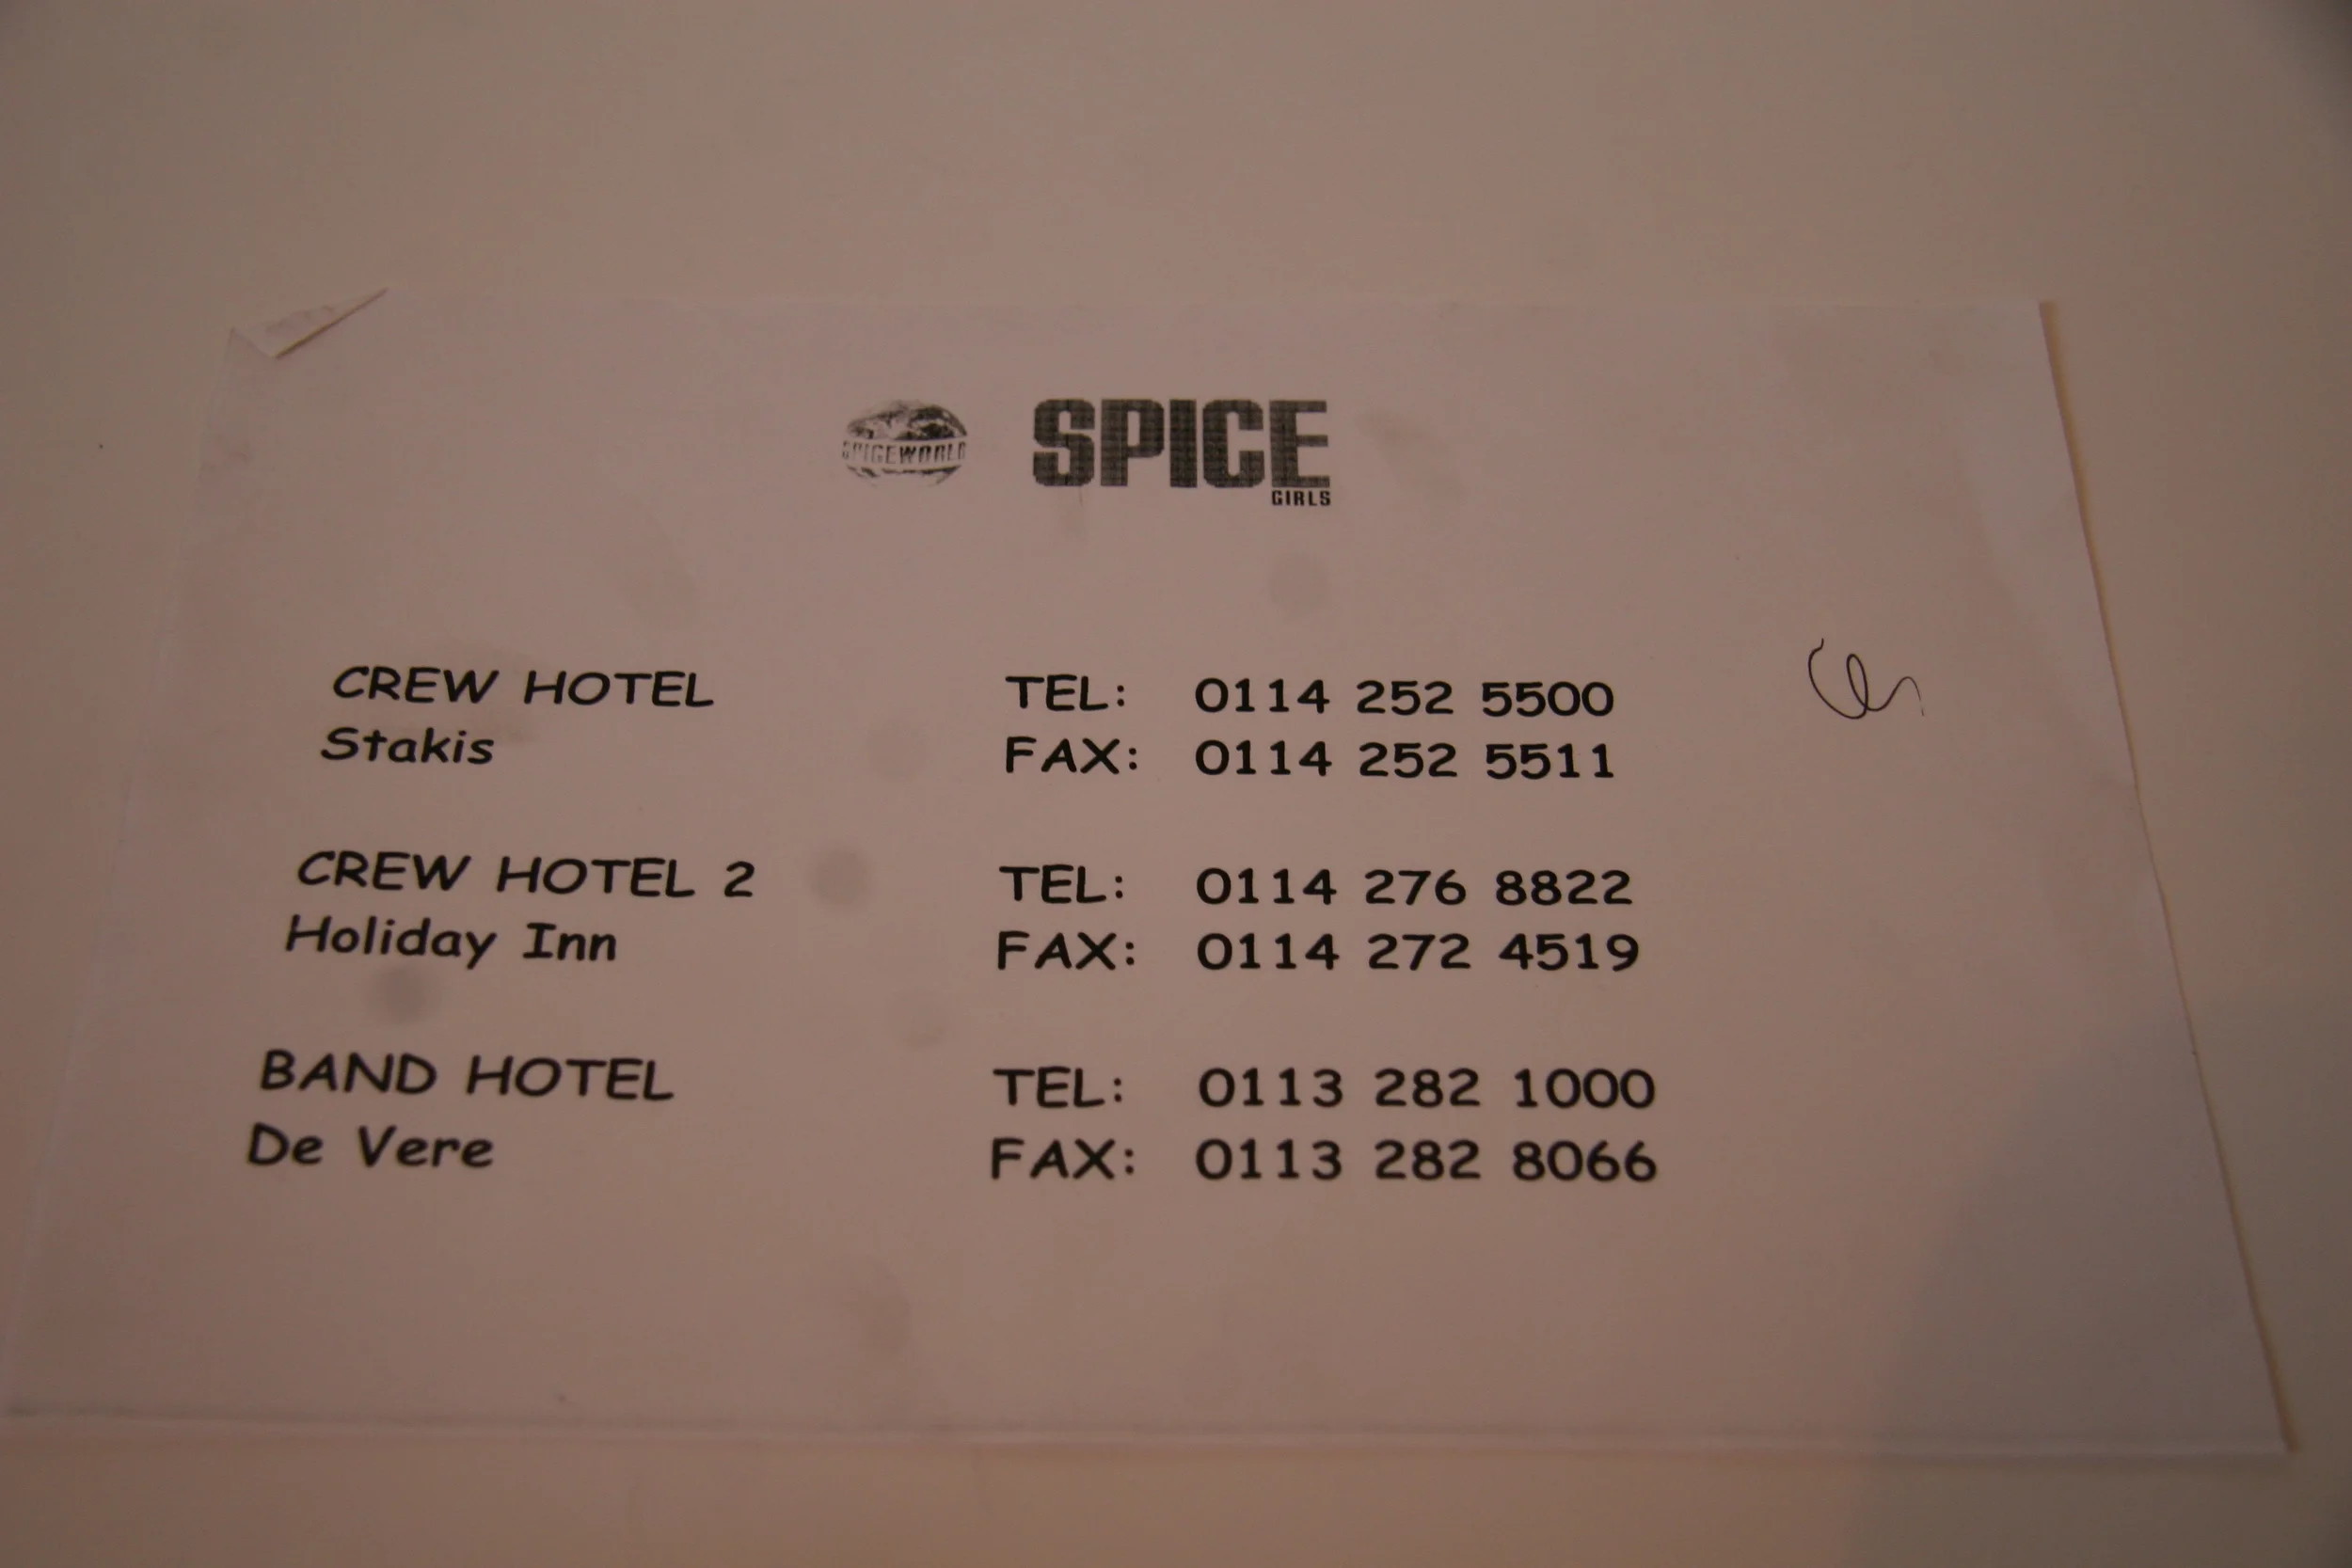 SPICEWORLD
SPICE
GIRLS
CREW HOTEL TEL: 0114 252 5500
Stakis FAX: 0114 252 5511
CREW HOTEL 2 TEL: 0114 276 8822
Holiday Inn FAX: 0114 272 4519
BAND HOTEL TEL: 0113 282 1000
De Vere FAX: 0113 282 8066